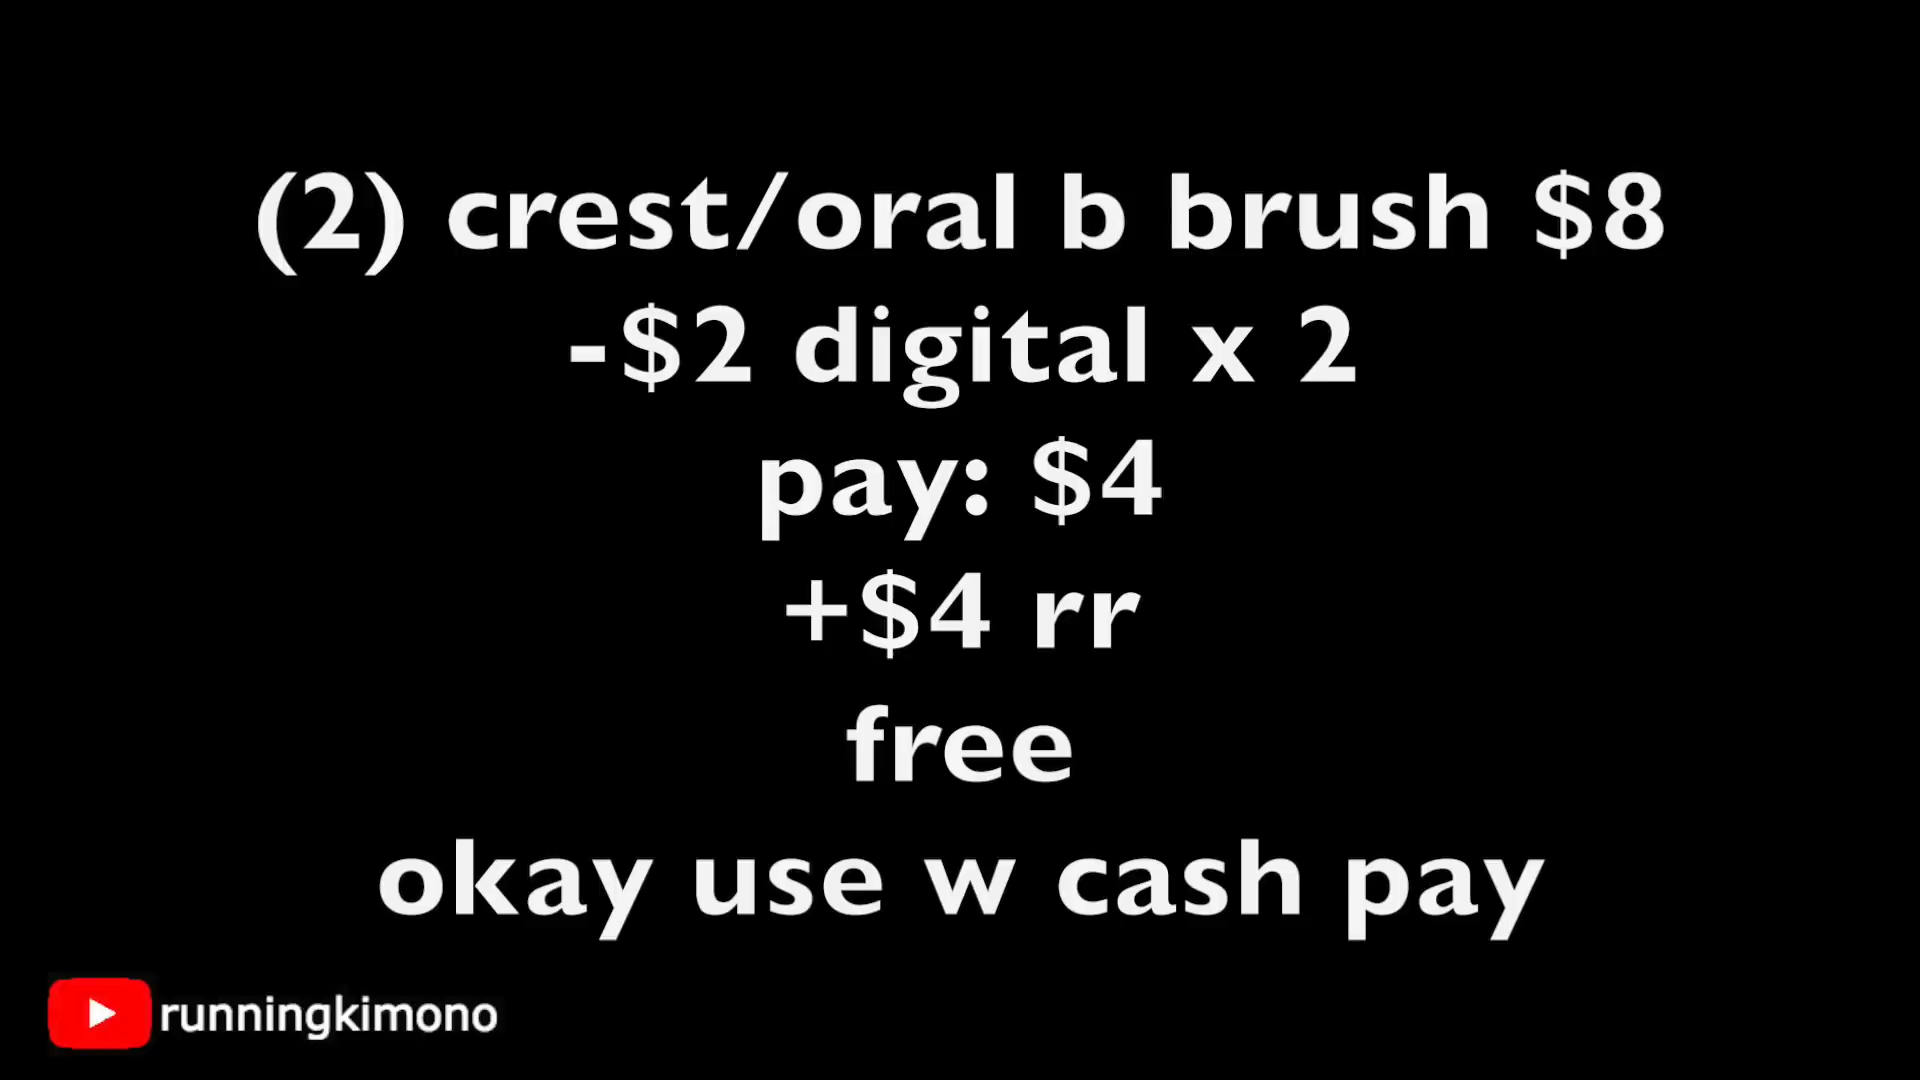 (2) crest/oral b brush $8
-$2 digital x 2
pay: $4
+$4 rr
free
okay use w cash pay
runningkimono